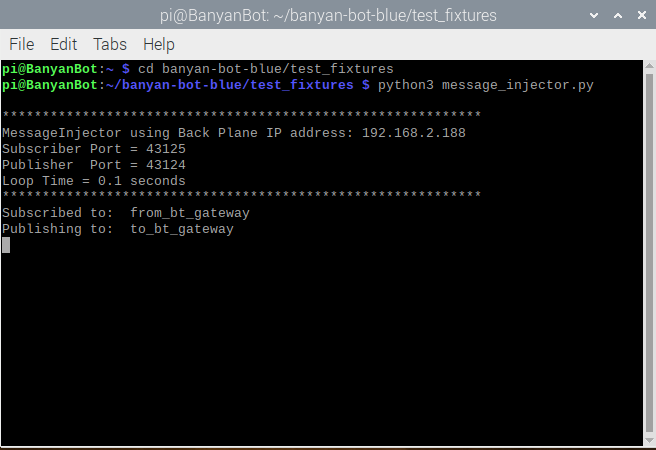 pi@BanyanBot: ~/banyan-bot-blue/test_fixtures
File Edit Tabs Help
pi@BanyanBot:~ $ cd banyan-bot-blue/test_fixtures
pi@BanyanBot:~/banyan-bot-blue/test_fixtures $ python3 message_injector.py
************************************************************
MessageInjector using Back Plane IP address: 192.168.2.188
Subscriber Port = 43125
Publisher  Port = 43124
Loop Time = 0.1 seconds
************************************************************
Subscribed to:  from_bt_gateway
Publishing to:  to_bt_gateway